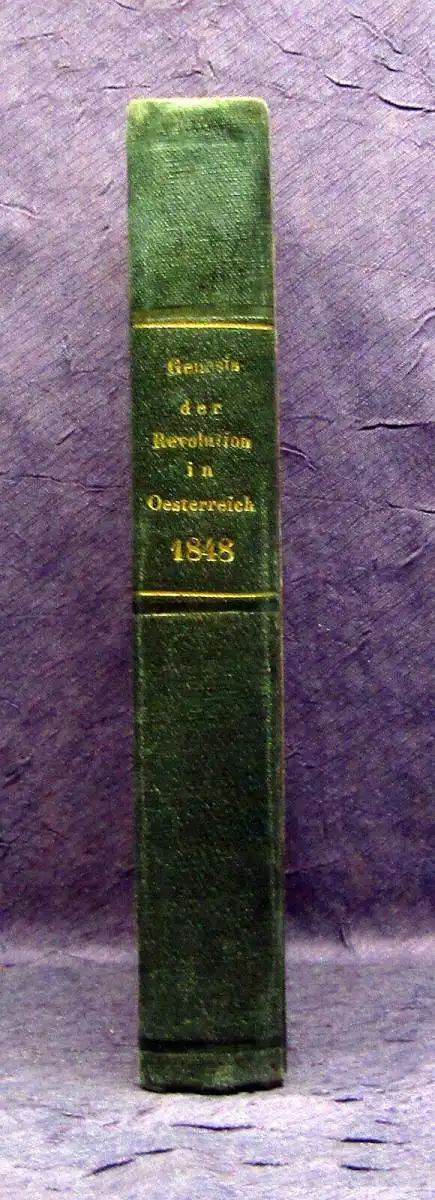 Genesis
der
Revolution
in
Oesterreich
1848